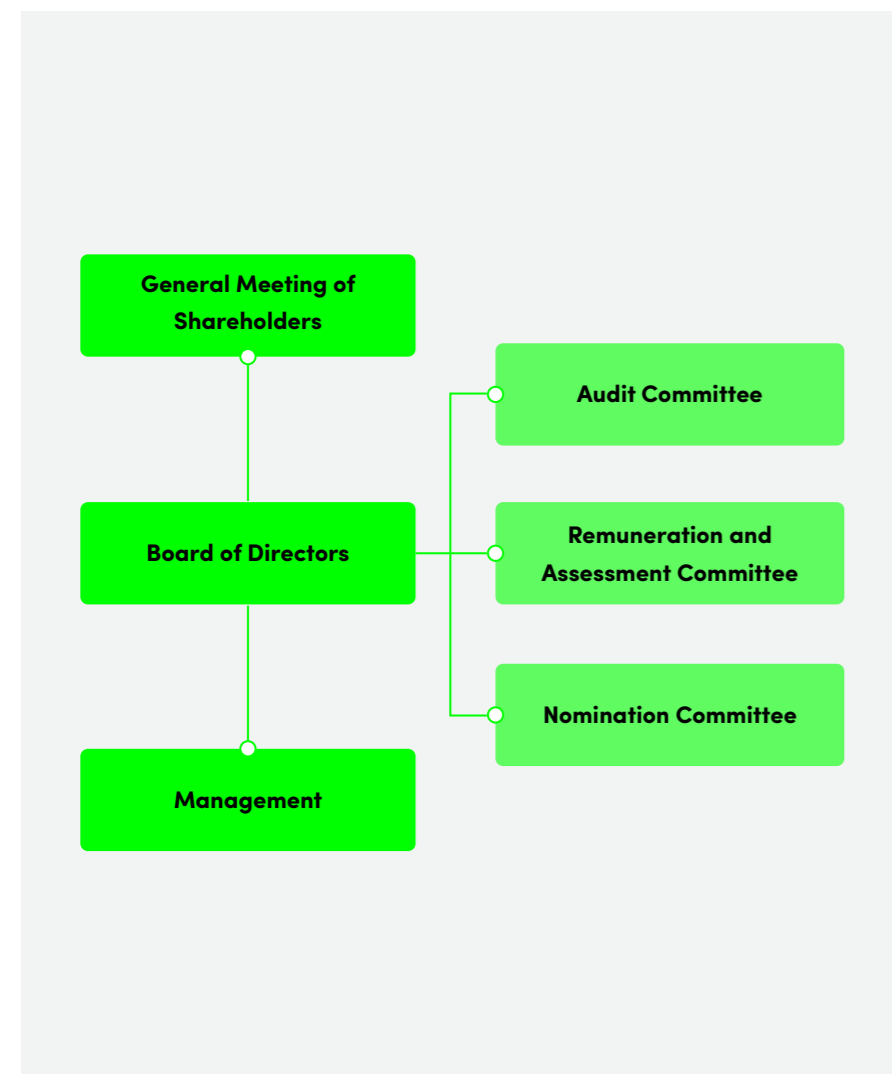 General Meeting of
Shareholders
Audit Committee
Board of Directors
Remuneration and
Assessment Committee
Nomination Committee
Management